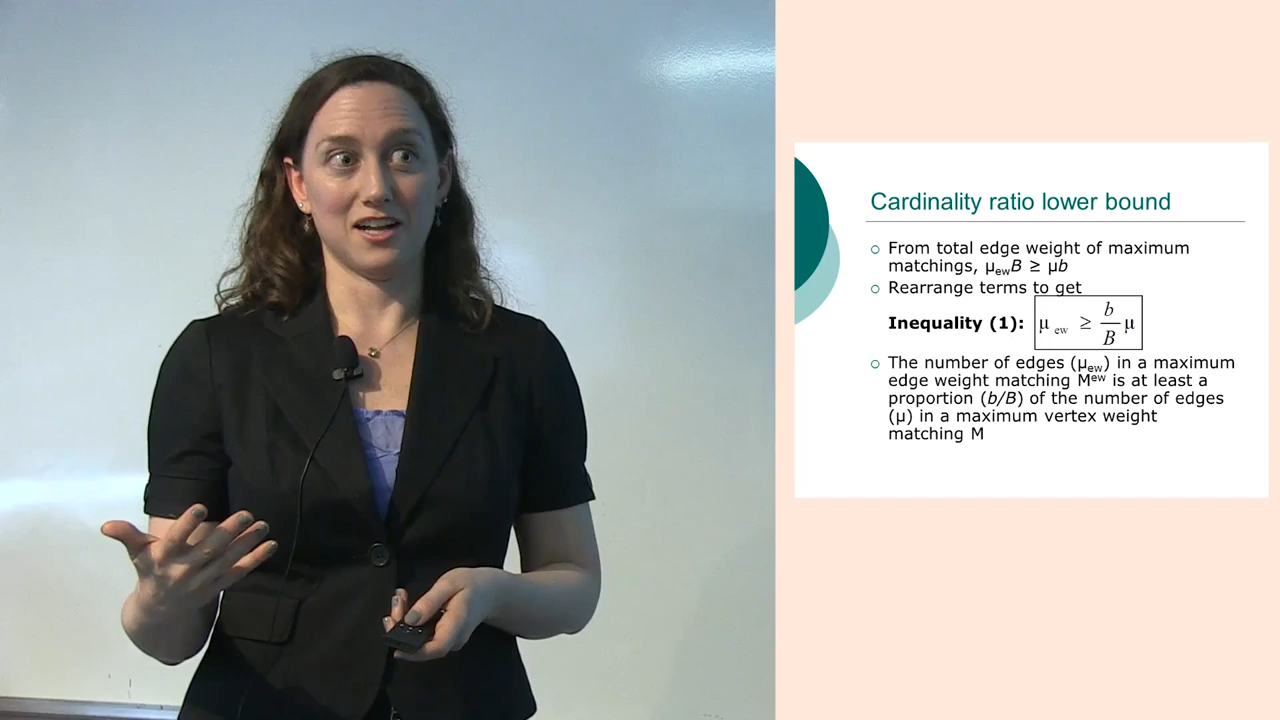 Cardinality ratio lower bound
From total edge weight of maximum
matchings, μewB ≥ μb
Rearrange terms to get
Inequality (1): μ ew ≥ b/B μ
The number of edges (μew) in a maximum
edge weight matching Mew is at least a
proportion (b/B) of the number of edges
(μ) in a maximum vertex weight
matching M